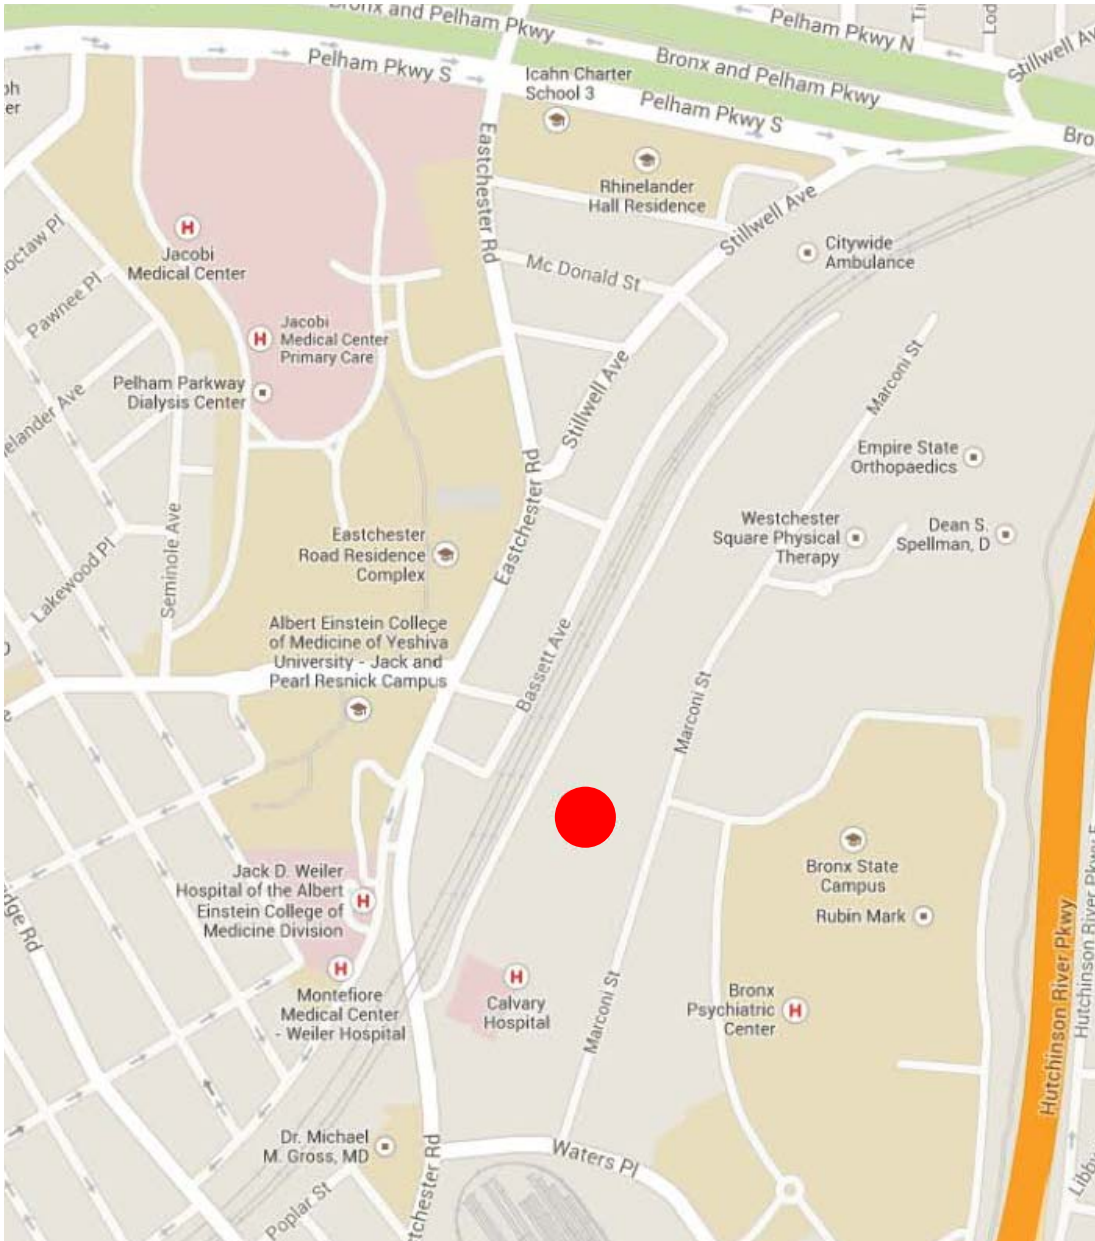 Bronx and Pelham Pkwy
Pelham Pkwy N
Stillwell Ave
Pelham Pkwy S
Icahn Charter
School 3
Bronx and Pelham Pkwy
Pelham Pkwy S
Eastchester Rd
Rhinelander
Hall Residence
Stillwell Ave
Jacobi
Medical Center
Pawnee Pl
Mc Donald St
Citywide
Ambulance
Jacobi
Medical Center
Primary Care
Pelham Parkway
Dialysis Center
Stillwell Ave
Marconi St
Empire State
Orthopaedics
Eastchester Rd
Westchester
Square Physical
Therapy
Dean S.
Spellman, D
Seminole Ave
Lakewood Pl
Eastchester
Road Residence
Complex
Albert Einstein College
of Medicine of Yeshiva
University - Jack and
Pearl Resnick Campus
Bassett Ave
Marconi St
Bronx State
Campus
Rubin Mark
Jack D. Weiler
Hospital of the Albert
Einstein College of
Medicine Division
Montefiore
Medical Center
- Weiler Hospital
Calvary
Hospital
Marconi St
Bronx
Psychiatric
Center
Hutchinson River Pkwy
Hutchinson River Pkwy E
Dr. Michael
M. Gross, MD
Waters Pl
Poplar St